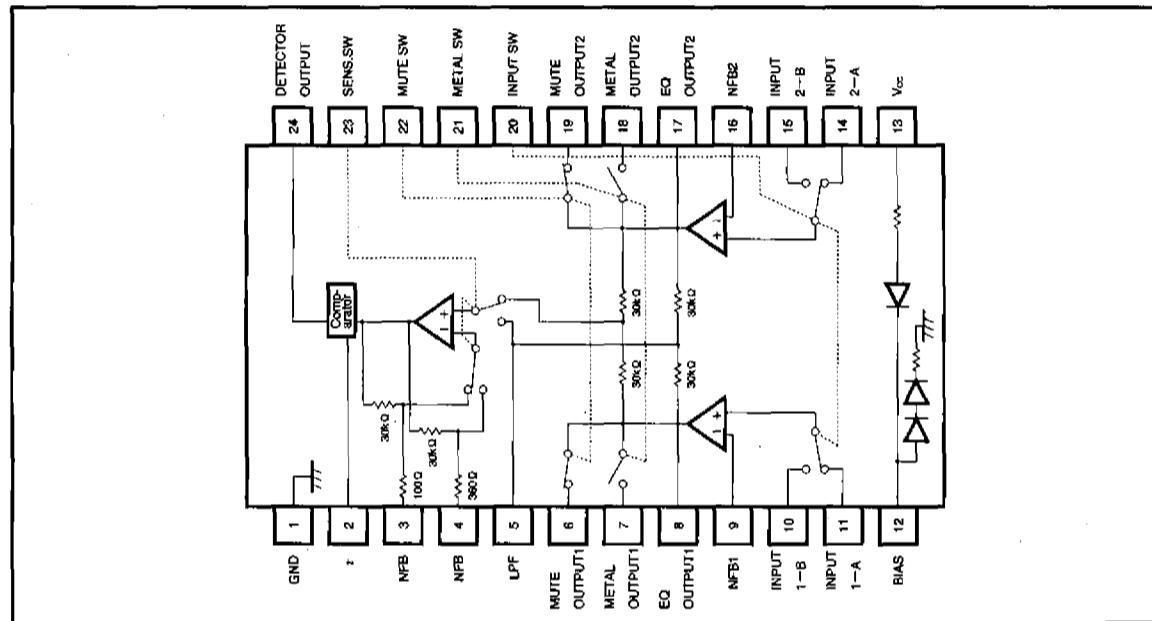 DETECTOR
OUTPUT
SENS.SW
MUTE SW
METAL SW
INPUT SW
MUTE
OUTPUT2
METAL
OUTPUT2
EQ
OUTPUT2
NFB2
INPUT
2-B
INPUT
2-A
Vcc
24
23
22
21
20
19
18
17
16
15
14
13
Comp-
arator
+
−
+
−
+
−
30kΩ
30kΩ
30kΩ
30kΩ
30kΩ
30kΩ
100Ω
360Ω
1
2
3
4
5
6
7
8
9
10
11
12
GND
τ
NFB
NFB
LPF
MUTE
OUTPUT1
METAL
OUTPUT1
EQ
OUTPUT1
NFB1
INPUT
1-B
INPUT
1-A
BIAS